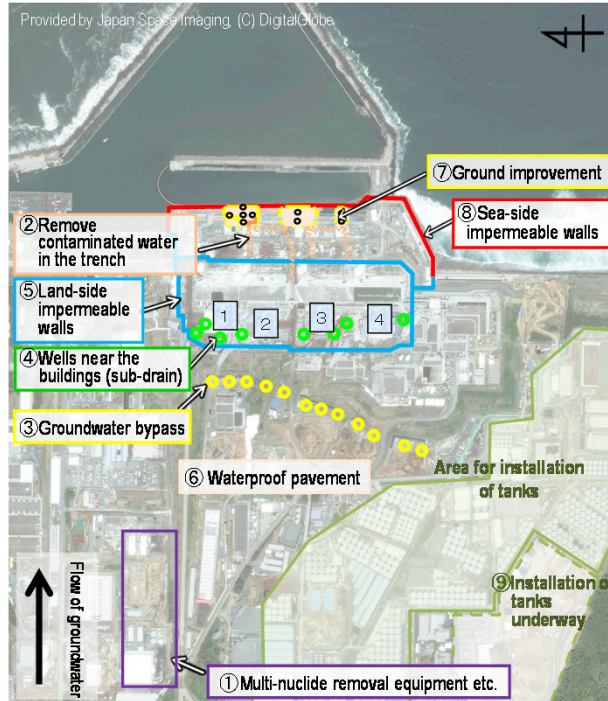 Provided by Japan Space Imaging, (C) DigitalGlobe
⑦Ground improvement
②Remove
contaminated water
in the trench
⑧Sea-side
impermeable walls
⑤Land-side
impermeable
walls
1
2
3
4
④Wells near the
buildings (sub-drain)
③Groundwater bypass
⑥ Waterproof pavement
Area for installation
of tanks
⑨Installation o
tanks
underway
Flow of groundwater
①Multi-nuclide removal equipment etc.